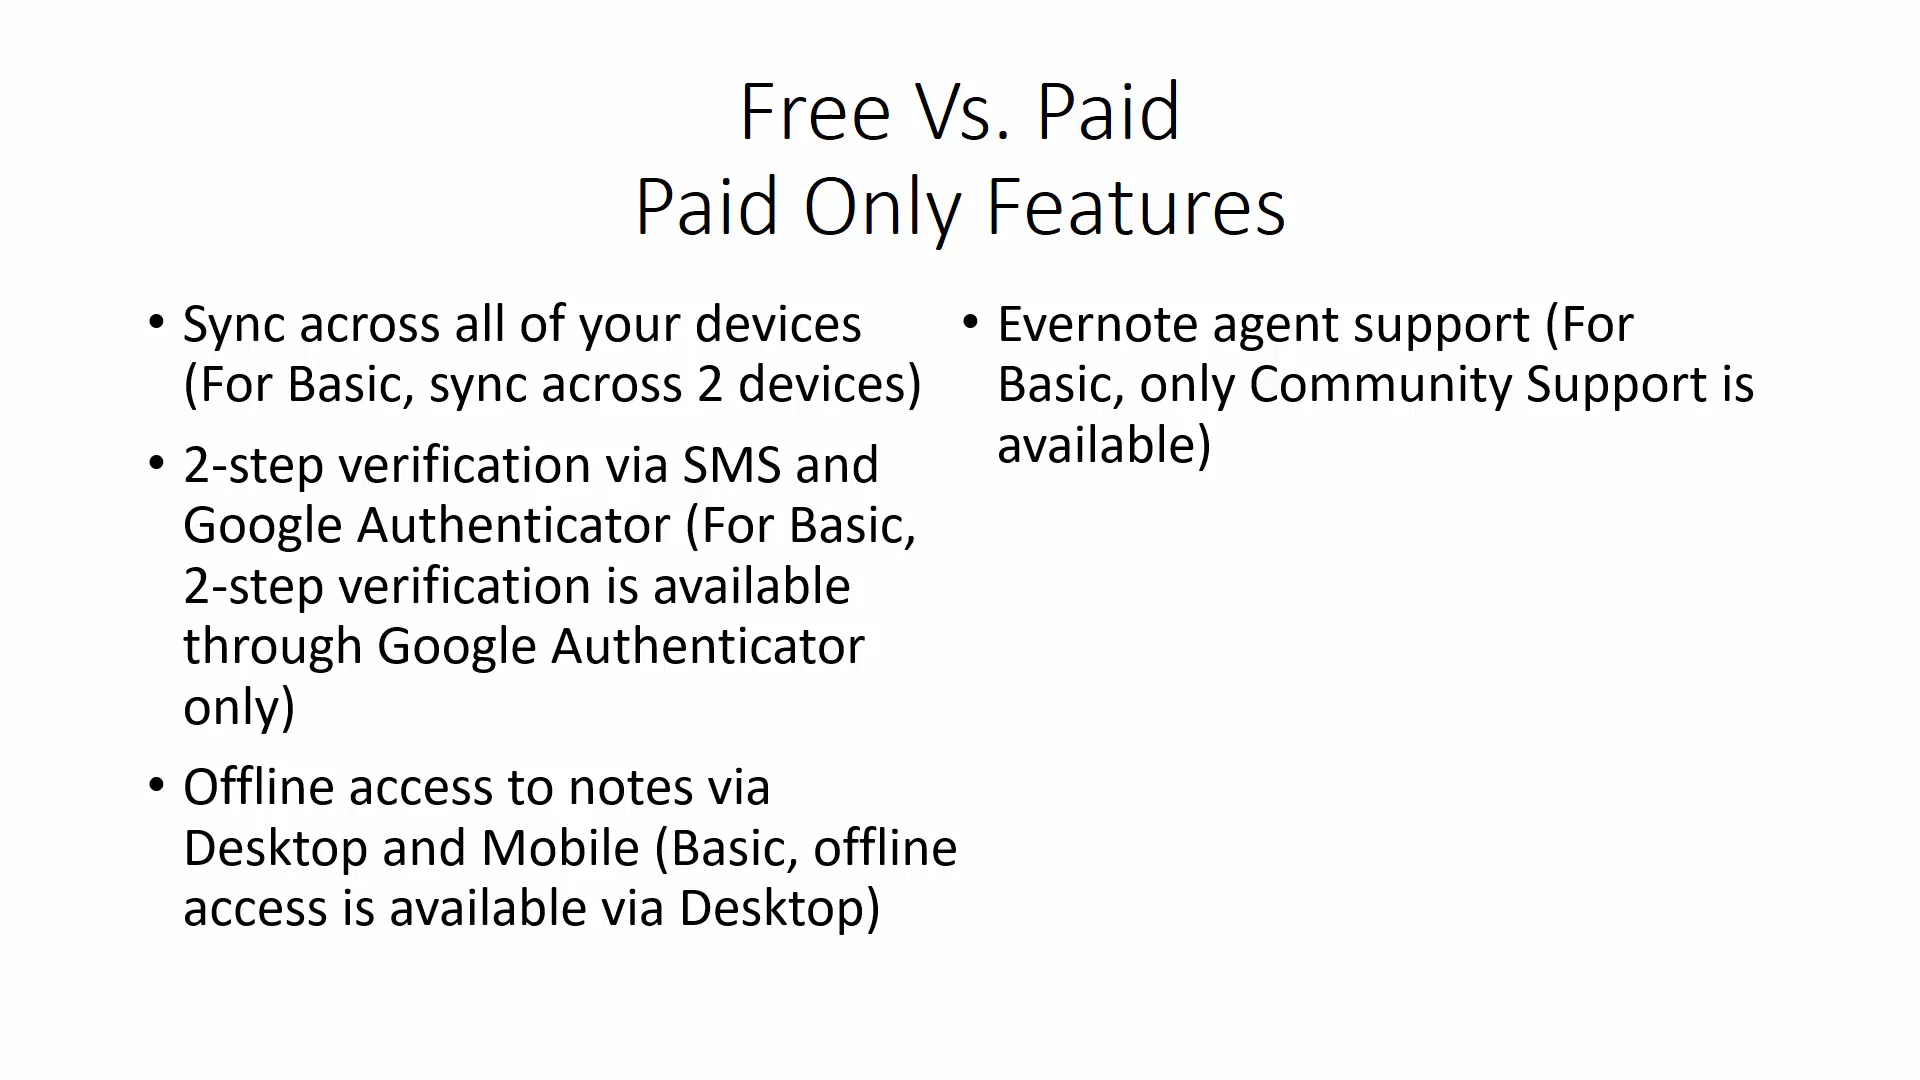 Free Vs. Paid
Paid Only Features
• Sync across all of your devices
(For Basic, sync across 2 devices)
• 2-step verification via SMS and
Google Authenticator (For Basic,
2-step verification is available
through Google Authenticator
only)
• Offline access to notes via
Desktop and Mobile (Basic, offline
access is available via Desktop)
• Evernote agent support (For
Basic, only Community Support is
available)